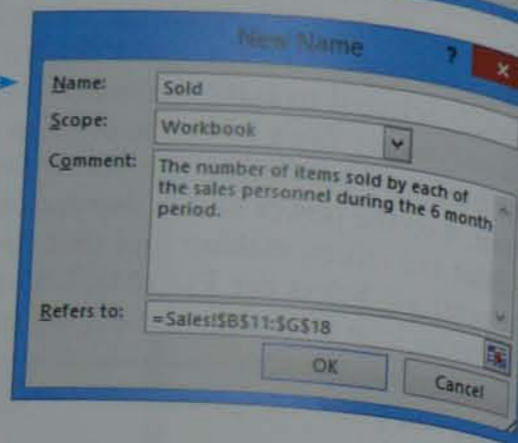 New Name ?
Name: Sold
Scope: Workbook
Comment: The number of items sold by each of
the sales personnel during the 6 month
period.
Refers to: =Sales!$B$11:$G$18
OK Cancel